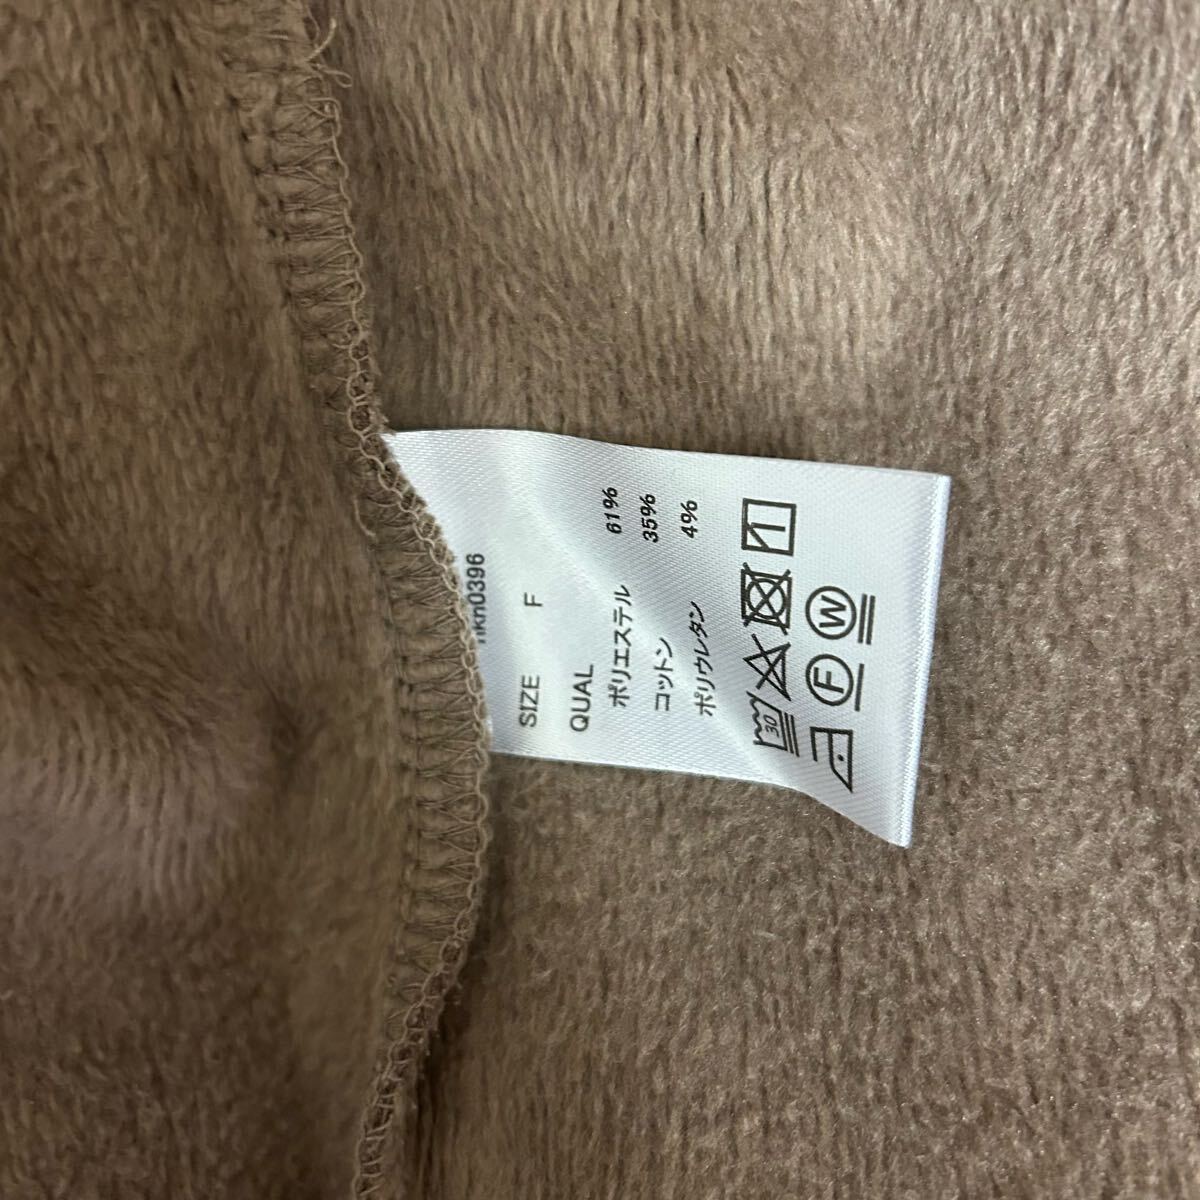 nkn0396
SIZE F
QUAL
ポリエステル 61%
コットン 35%
ポリウレタン 4%
30
F W